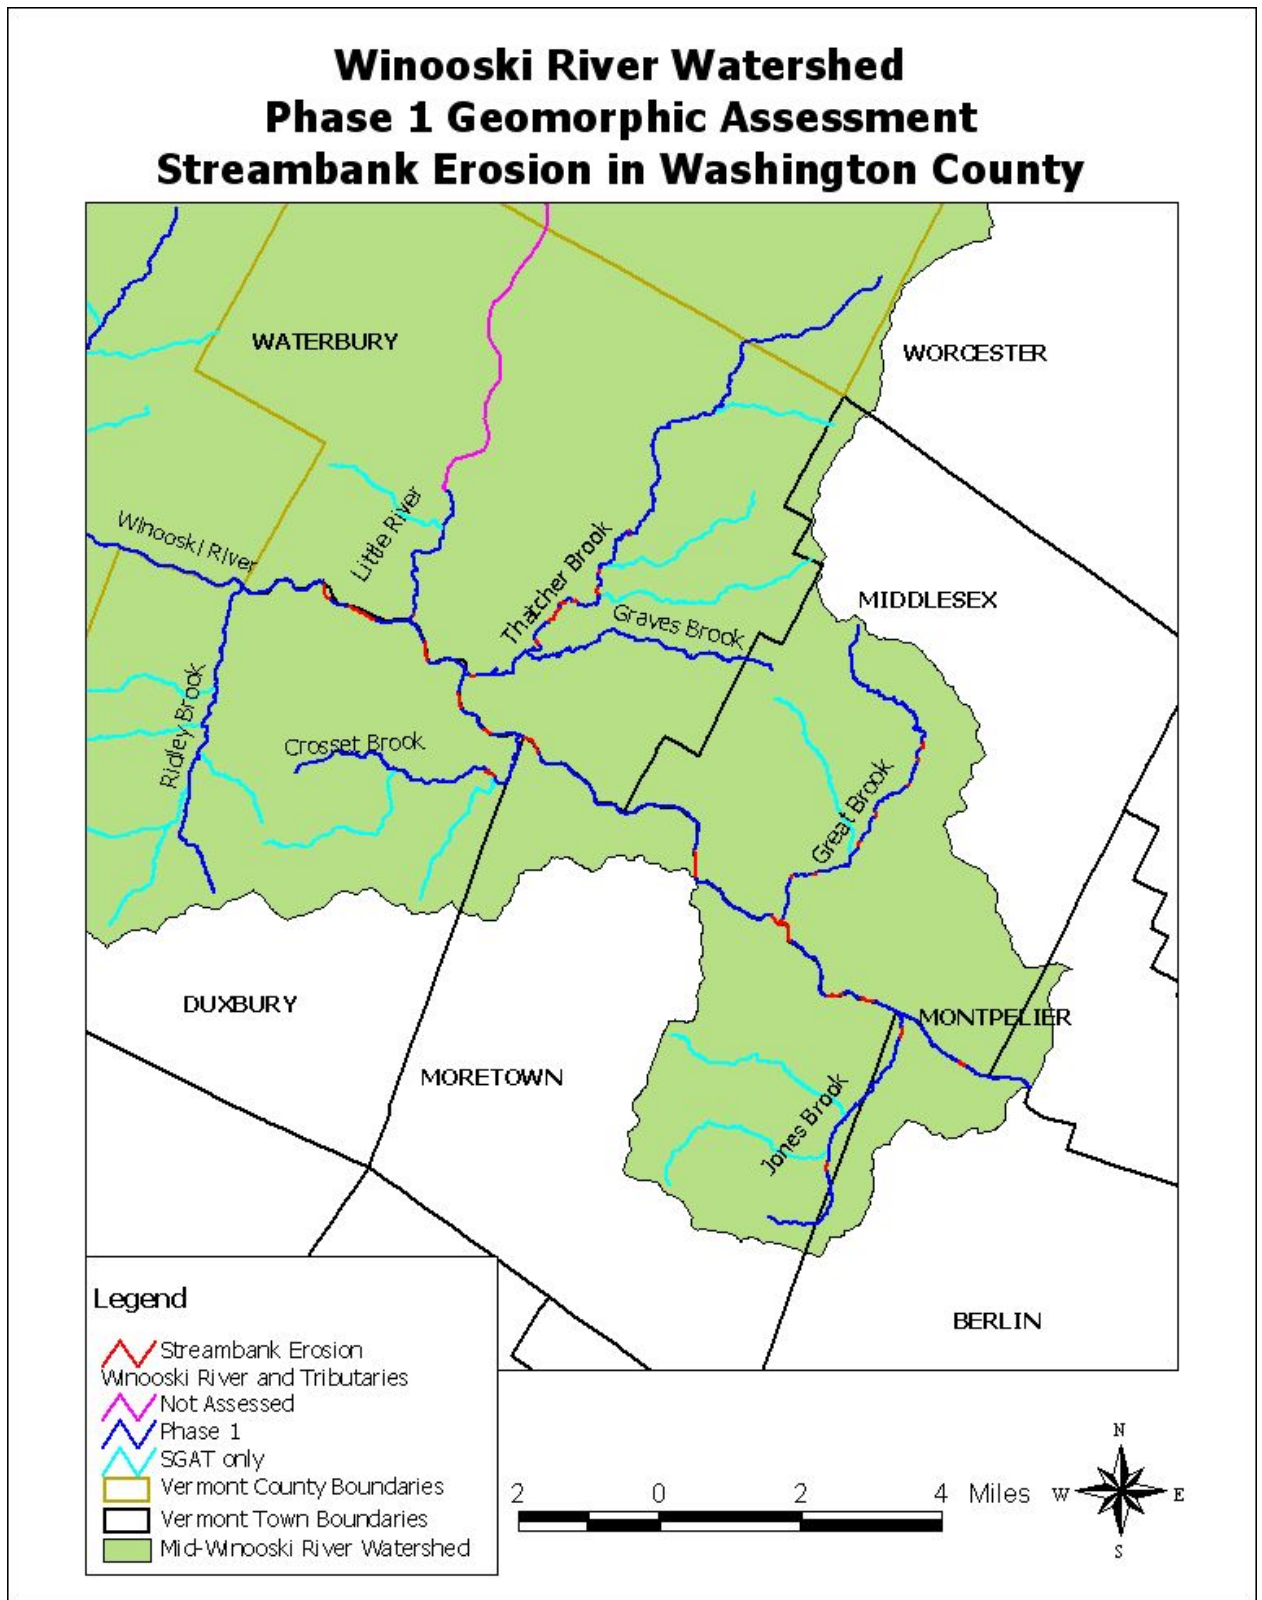 Winooski River Watershed
Phase 1 Geomorphic Assessment
Streambank Erosion in Washington County
WATERBURY
WORCESTER
Winooski River
Little River
Thatcher Brook
MIDDLESEX
Graves Brook
Ridley Brook
Crosset Brook
Great Brook
DUXBURY
MONTPELIER
MORETOWN
Jones Brook
BERLIN
Legend
Streambank Erosion
Winooski River and Tributaries
Not Assessed
Phase 1
SGAT only
Vermont County Boundaries
Vermont Town Boundaries
Mid-Winooski River Watershed
2 0 2 4 Miles
N
W E
S